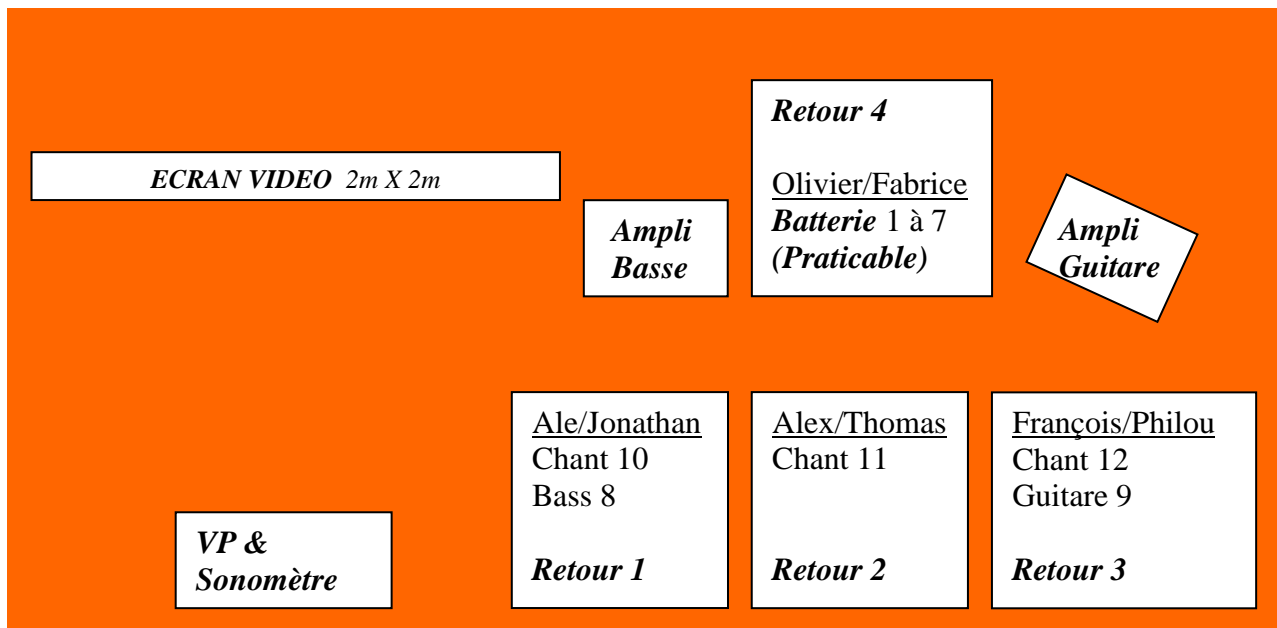 Retour 4
Olivier/Fabrice
Batterie 1 à 7
(Praticable)
ECRAN VIDEO 2m X 2m
Ampli
Basse
Ampli
Guitare
Ale/Jonathan
Chant 10
Bass 8
Retour 1
Alex/Thomas
Chant 11
Retour 2
François/Philou
Chant 12
Guitare 9
Retour 3
VP &
Sonomètre